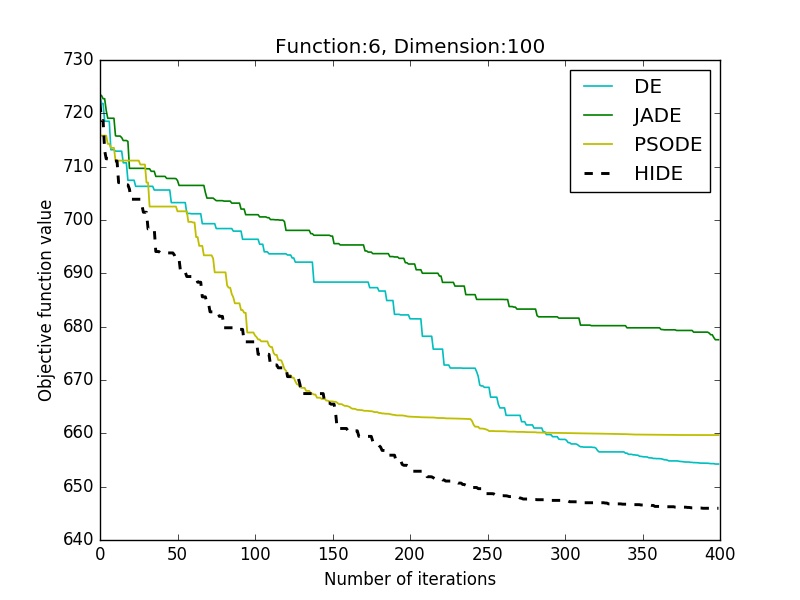 Function:6, Dimension:100
730
720
710
700
690
680
670
660
650
640
Objective function value
DE
JADE
PSODE
HIDE
0
50
100
150
200
250
300
350
400
Number of iterations